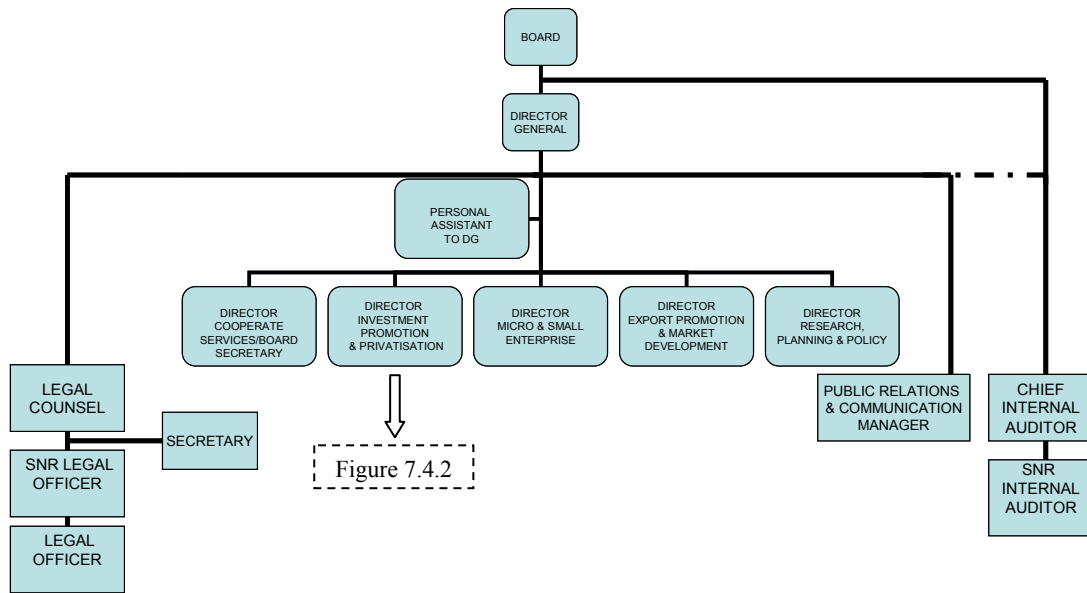 BOARD
DIRECTOR
GENERAL
PERSONAL
ASSISTANT
TO DG
DIRECTOR
COOPERATE
SERVICES/BOARD
SECRETARY
DIRECTOR
INVESTMENT
PROMOTION
& PRIVATISATION
DIRECTOR
MICRO & SMALL
ENTERPRISE
DIRECTOR
EXPORT PROMOTION
& MARKET
DEVELOPMENT
DIRECTOR
RESEARCH,
PLANNING & POLICY
LEGAL
COUNSEL
SECRETARY
SNR LEGAL
OFFICER
LEGAL
OFFICER
Figure 7.4.2
PUBLIC RELATIONS
& COMMUNICATION
MANAGER
CHIEF
INTERNAL
AUDITOR
SNR
INTERNAL
AUDITOR